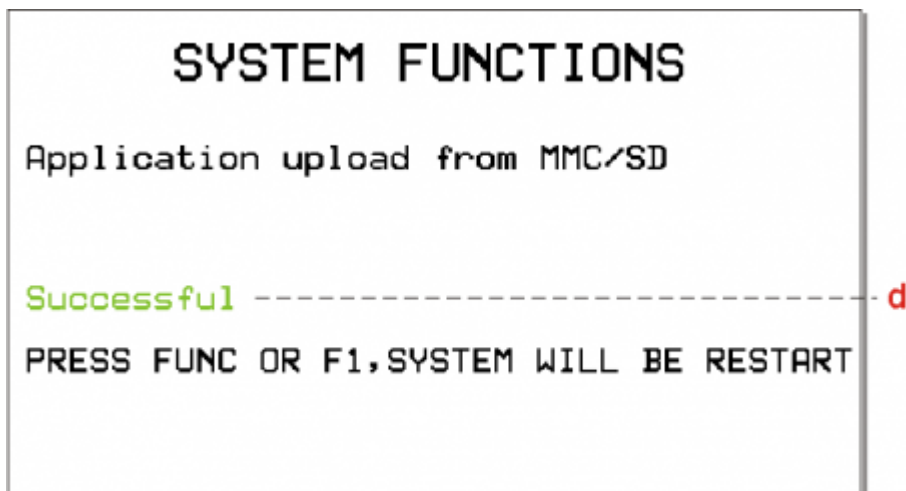 SYSTEM FUNCTIONS
Application upload from MMC/SD
Successful
d
PRESS FUNC OR F1,SYSTEM WILL BE RESTART